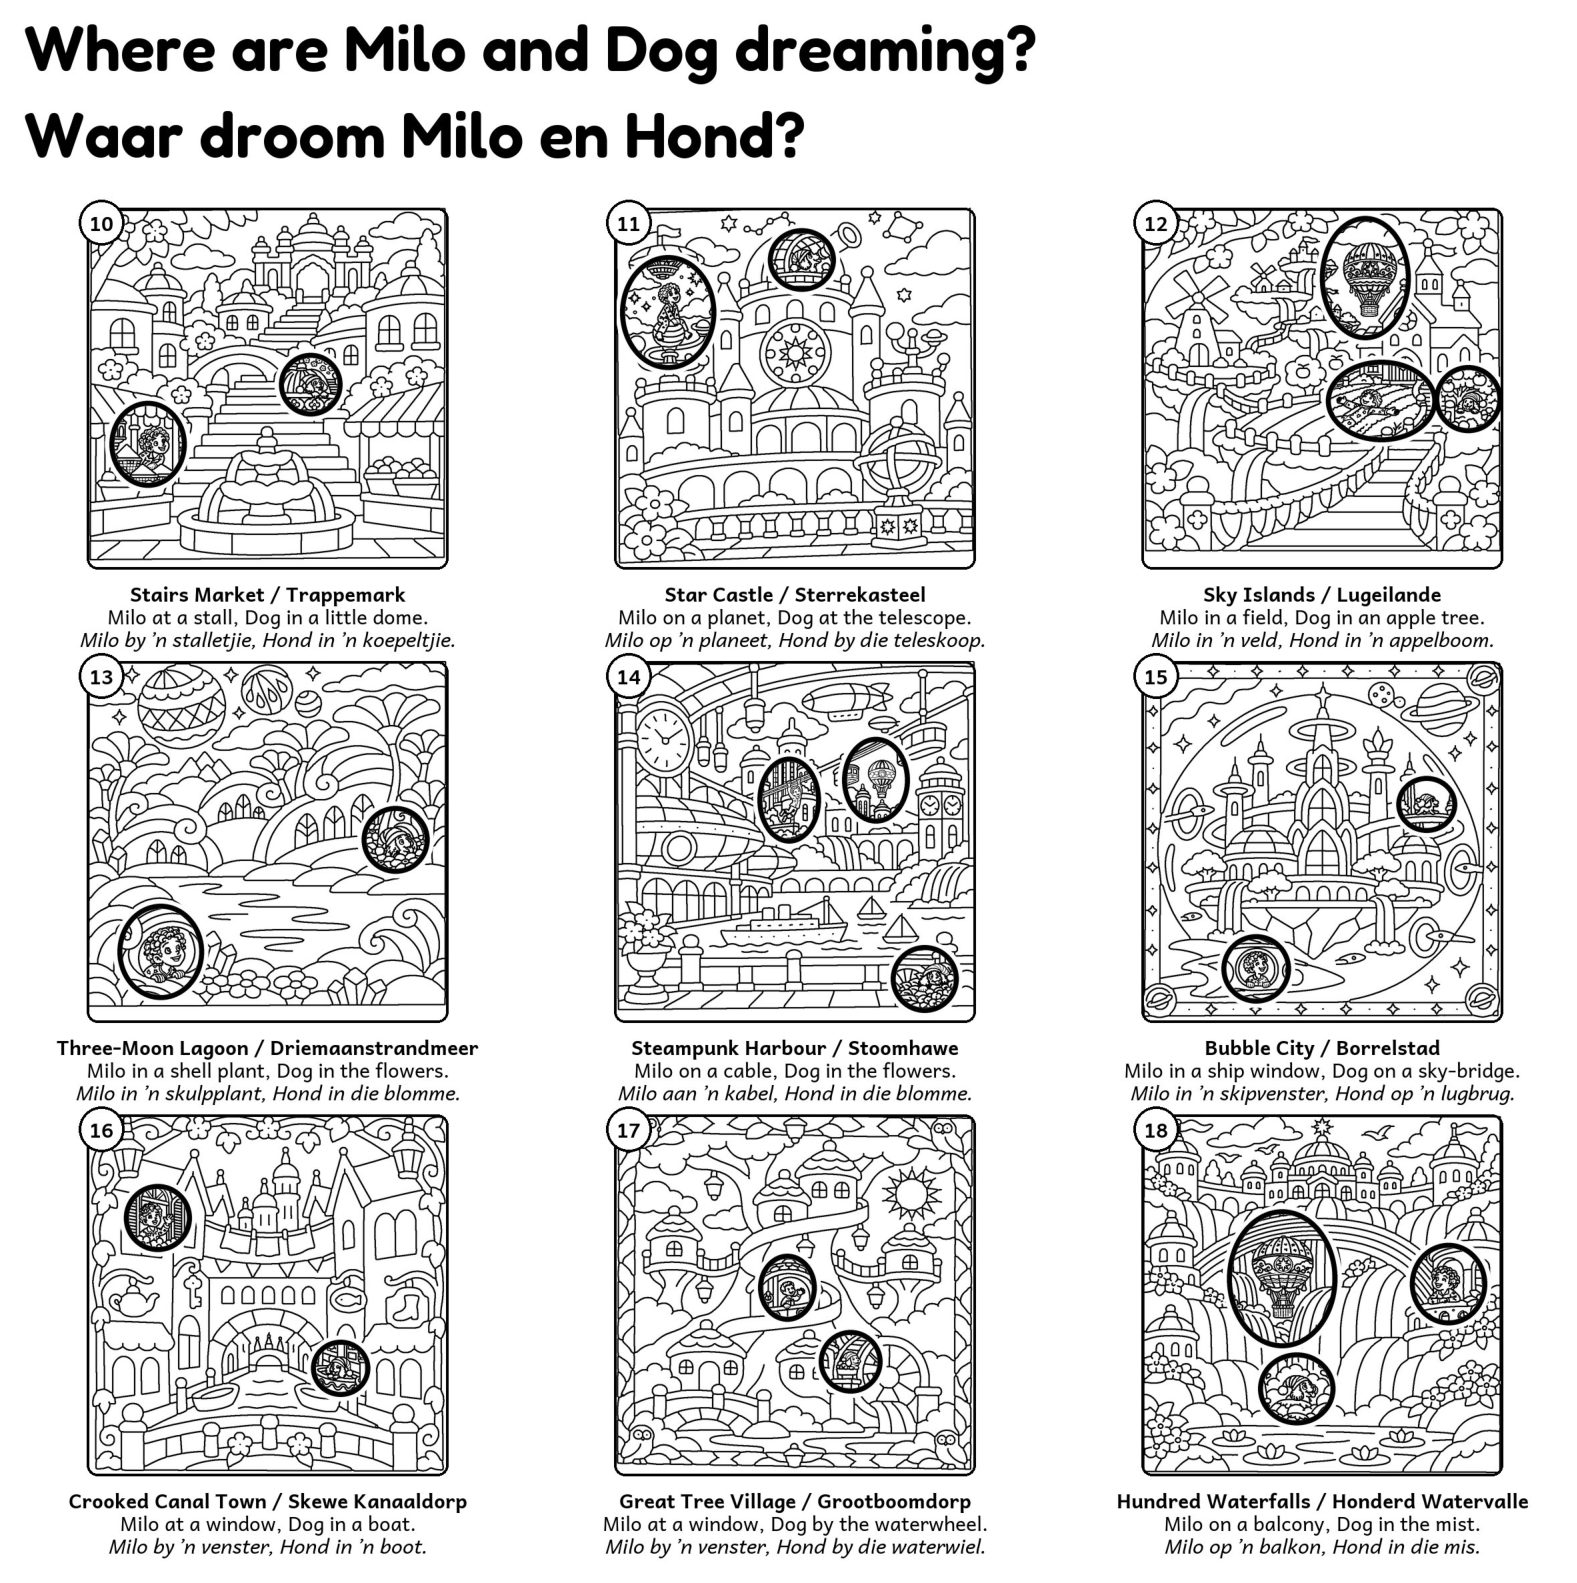 Where are Milo and Dog dreaming?
Waar droom Milo en Hond?
10
Stairs Market / Trappemark
Milo at a stall, Dog in a little dome.
Milo by ’n stalletjie, Hond in ’n koepeltjie.
11
Star Castle / Sterrekasteel
Milo on a planet, Dog at the telescope.
Milo op ’n planeet, Hond by die teleskoop.
12
Sky Islands / Lugeilande
Milo in a field, Dog in an apple tree.
Milo in ’n veld, Hond in ’n appelboom.
13
Three-Moon Lagoon / Driemaanstrandmeer
Milo in a shell plant, Dog in the flowers.
Milo in ’n skulpplant, Hond in die blomme.
14
Steampunk Harbour / Stoomhawe
Milo on a cable, Dog in the flowers.
Milo aan ’n kabel, Hond in die blomme.
15
Bubble City / Borrelstad
Milo in a ship window, Dog on a sky-bridge.
Milo in ’n skipvenster, Hond op ’n lugbrug.
16
Crooked Canal Town / Skewe Kanaaldorp
Milo at a window, Dog in a boat.
Milo by ’n venster, Hond in ’n boot.
17
Great Tree Village / Grootboomdorp
Milo at a window, Dog by the waterwheel.
Milo by ’n venster, Hond by die waterwiel.
18
Hundred Waterfalls / Honderd Watervalle
Milo on a balcony, Dog in the mist.
Milo op ’n balkon, Hond in die mis.